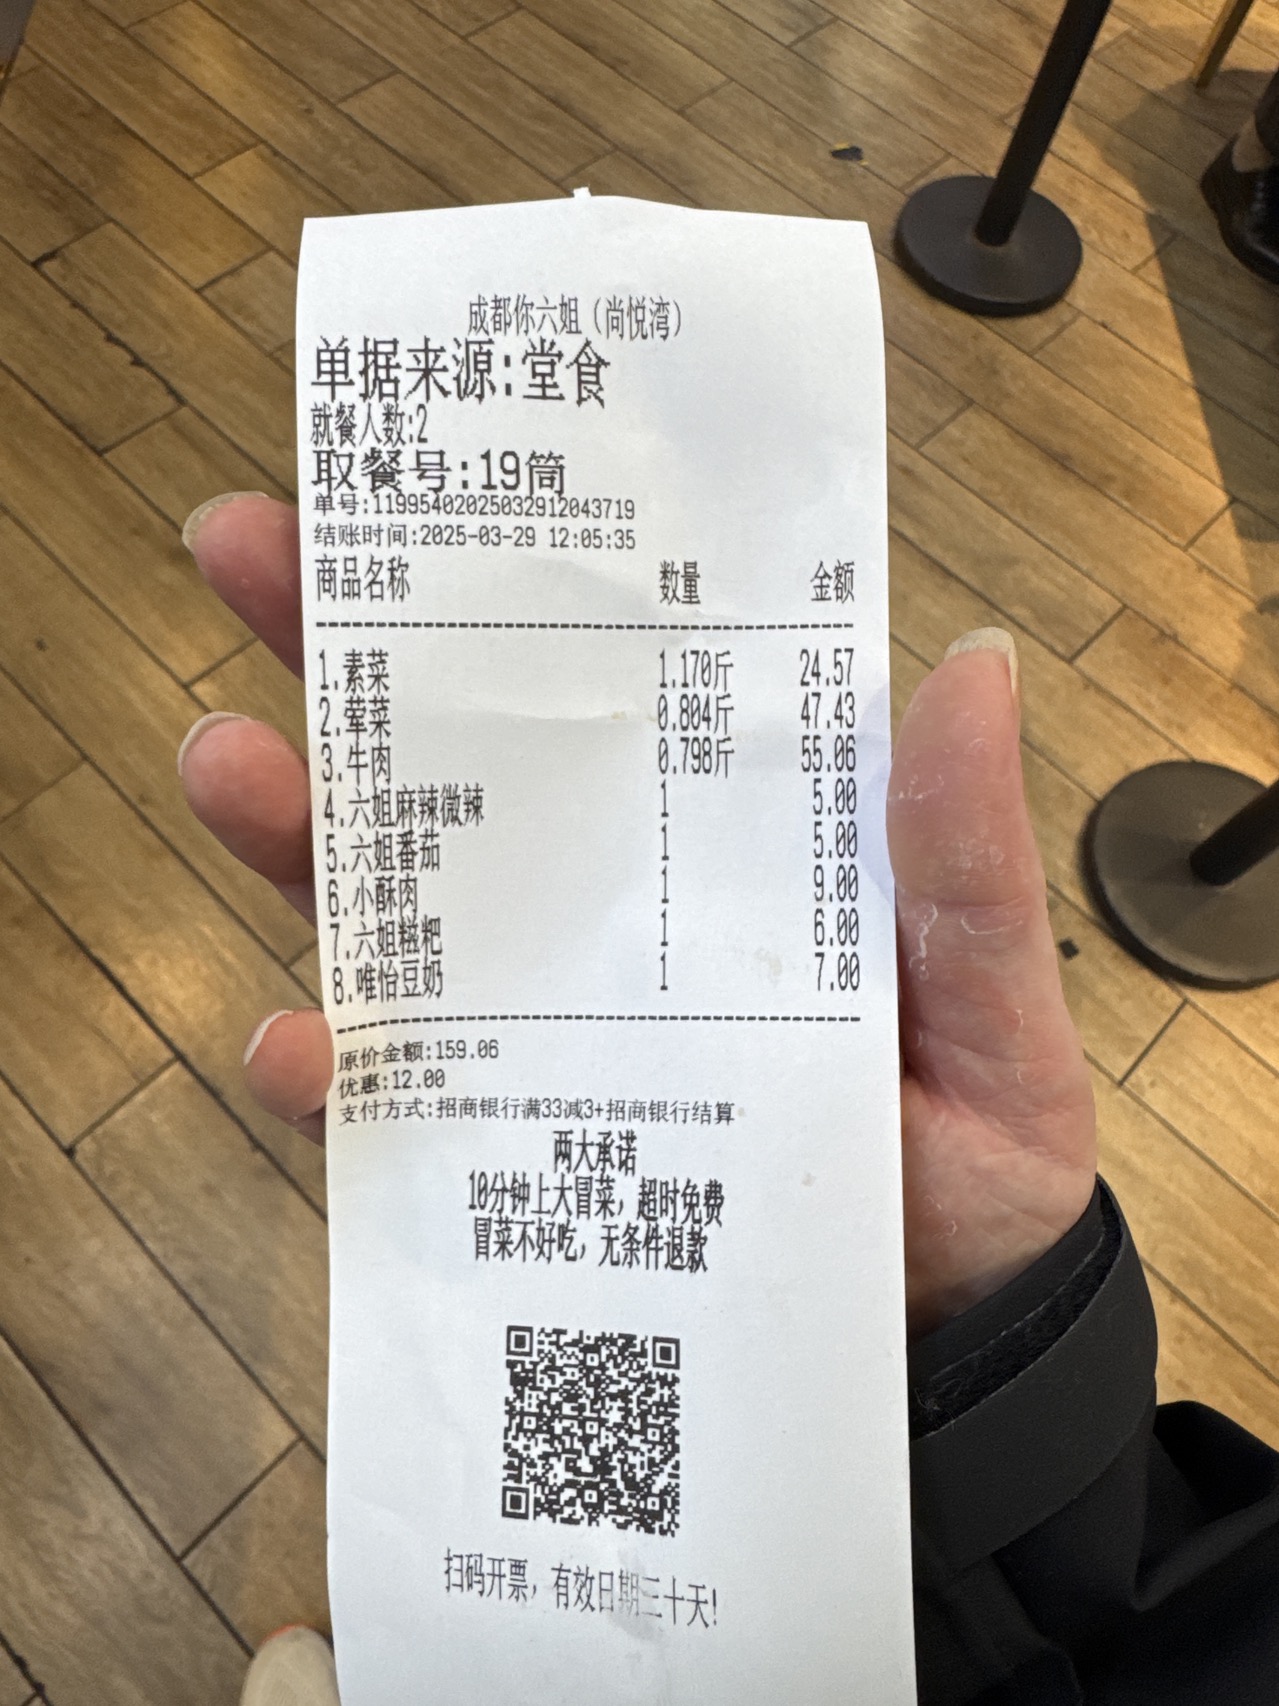 成都你六姐（尚悦湾）
单据来源:堂食
就餐人数:2
取餐号:19筒
单号:11995402025032912043719
结账时间:2025-03-29 12:05:35
商品名称 数量 金额
1.素菜 1.170斤 24.57
2.荤菜 0.804斤 47.43
3.牛肉 0.798斤 55.06
4.六姐麻辣微辣 1 5.00
5.六姐番茄 1 5.00
6.小酥肉 1 9.00
7.六姐糍粑 1 6.00
8.唯怡豆奶 1 7.00
原价金额:159.06
优惠:12.00
支付方式:招商银行满33减3+招商银行结算
两大承诺
10分钟上大冒菜，超时免费
冒菜不好吃，无条件退款
扫码开票，有效日期三十天!